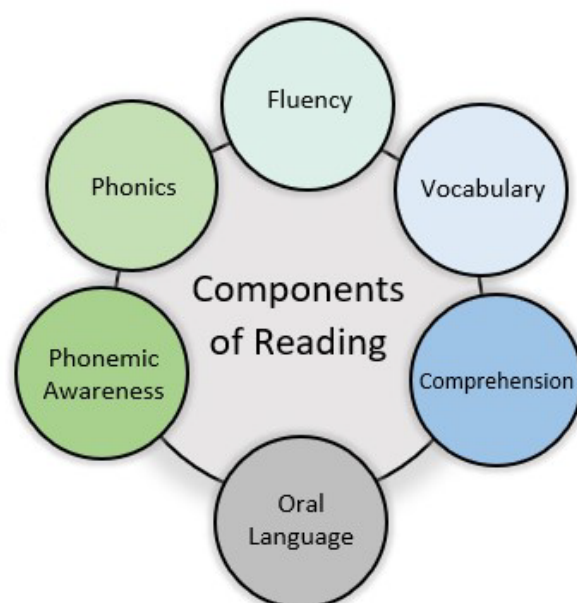 Fluency
Phonics
Vocabulary
Components
of Reading
Phonemic
Awareness
Comprehension
Oral
Language